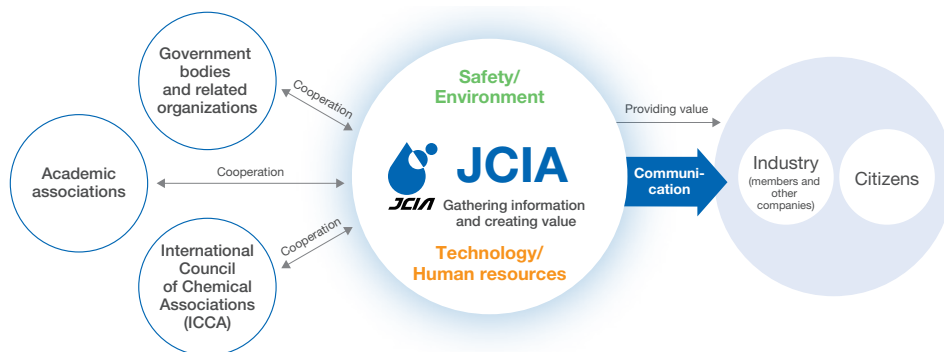 Government
bodies
and related
organizations
Cooperation
Academic
associations
Cooperation
International
Council
of Chemical
Associations
(ICCA)
Cooperation
Safety/
Environment
JCIA
JCIA
Gathering information
and creating value
Technology/
Human resources
Providing value
Communi-
cation
Industry
(members and
other
companies)
Citizens